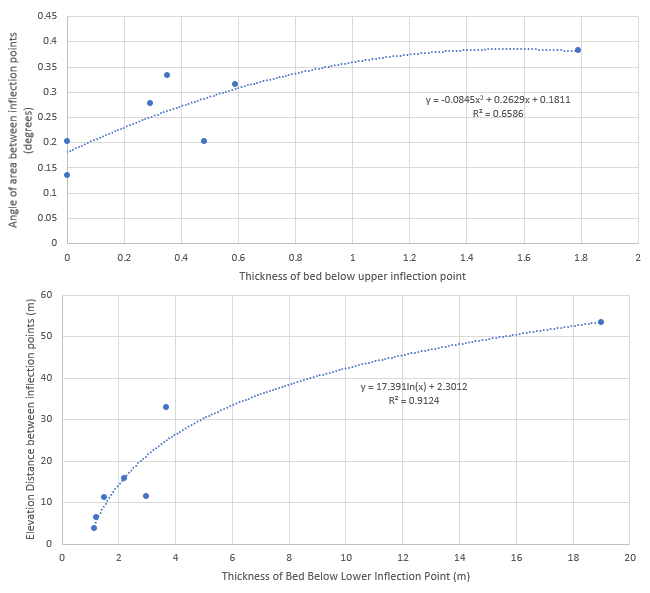 Angle of area between inflection points
(degrees)
0.45
0.4
0.35
0.3
0.25
0.2
0.15
0.1
0.05
0
y = -0.0845x² + 0.2629x + 0.1811
R² = 0.6586
0 0.2 0.4 0.6 0.8 1 1.2 1.4 1.6 1.8 2
Thickness of bed below upper inflection point
Elevation Distance between inflection points (m)
60
50
40
30
20
10
0
y = 17.391ln(x) + 2.3012
R² = 0.9124
0 2 4 6 8 10 12 14 16 18 20
Thickness of Bed Below Lower Inflection Point (m)